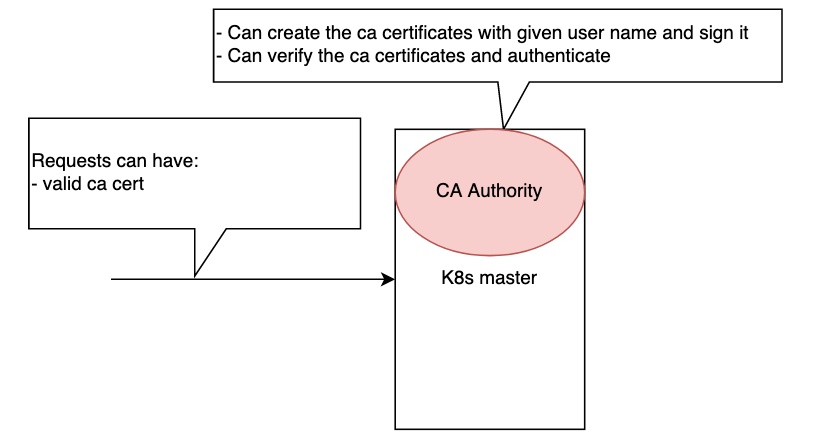 - Can create the ca certificates with given user name and sign it
- Can verify the ca certificates and authenticate
Requests can have:
- valid ca cert
CA Authority
K8s master